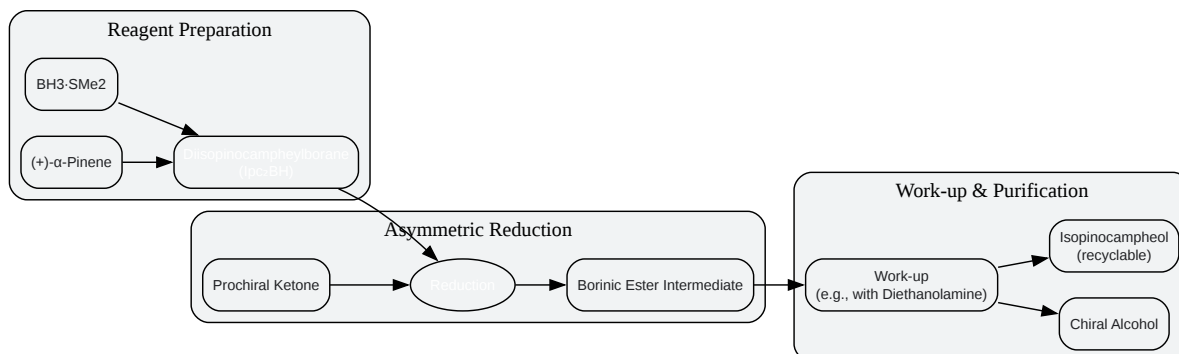 Reagent Preparation
BH3·SMe2
(+)-α-Pinene
Diisopinocampheylborane
(Ipc₂BH)
Asymmetric Reduction
Prochiral Ketone
Reduction
Borinic Ester Intermediate
Work-up & Purification
Work-up
(e.g., with Diethanolamine)
Isopinocampheol
(recyclable)
Chiral Alcohol